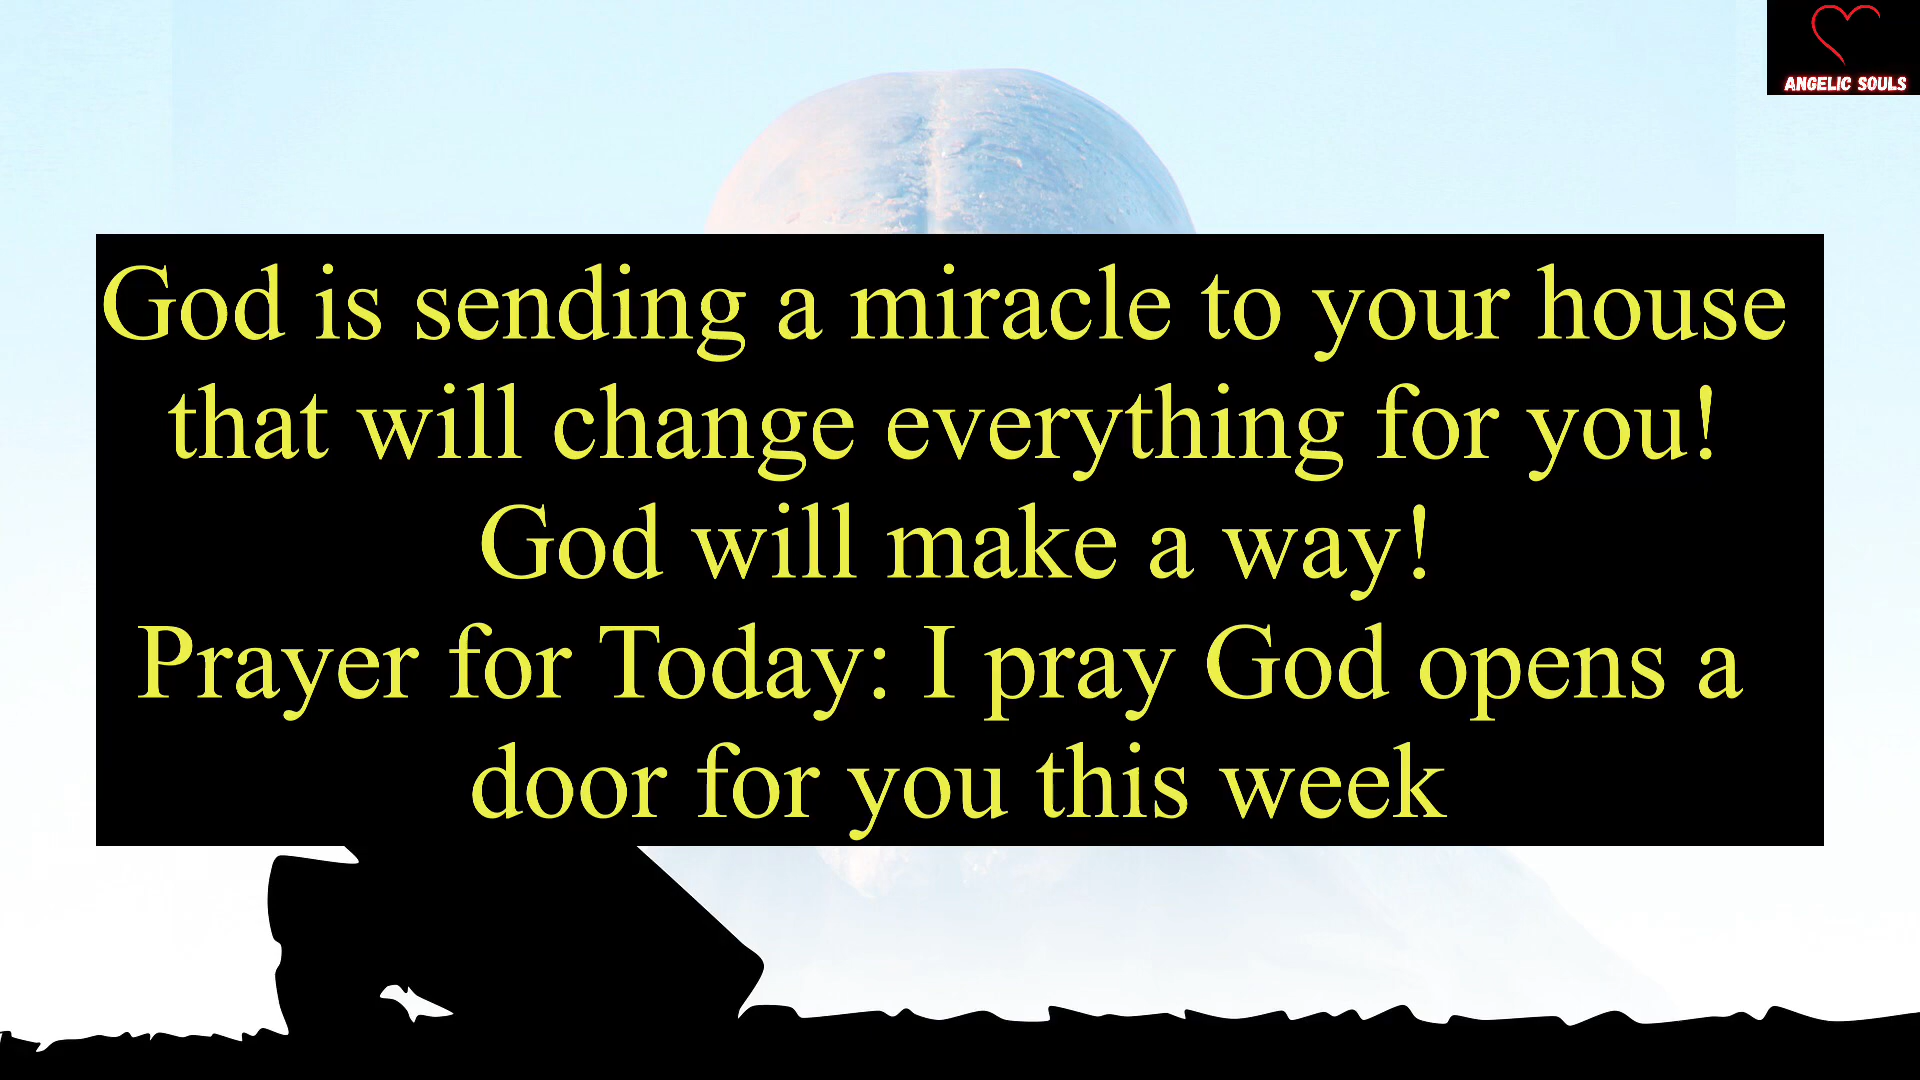 ANGELIC SOULS
God is sending a miracle to your house
that will change everything for you!
God will make a way!
Prayer for Today: I pray God opens a
door for you this week